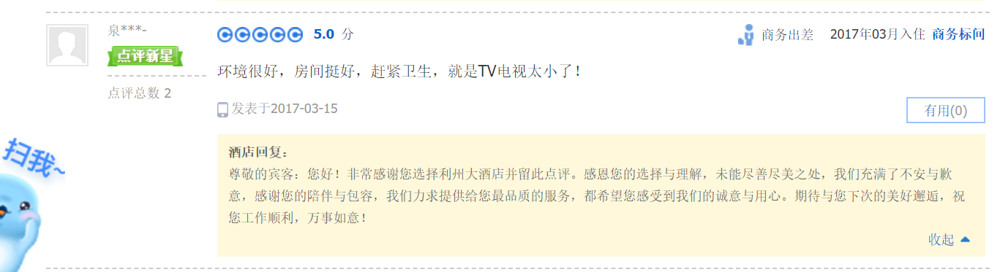 泉***-
点评新星
点评总数 2
5.0 分
商务出差 2017年03月入住 商务标间
环境很好，房间挺好，赶紧卫生，就是TV电视太小了！
发表于2017-03-15
有用(0)
酒店回复：
尊敬的宾客：您好！非常感谢您选择利州大酒店并留此点评。感恩您的选择与理解，未能尽善尽美之处，我们充满了不安与歉
意，感谢您的陪伴与包容，我们力求提供给您最品质的服务，都希望您感受到我们的诚意与用心。期待与您下次的美好邂逅，祝
您工作顺利，万事如意！
收起
扫我~